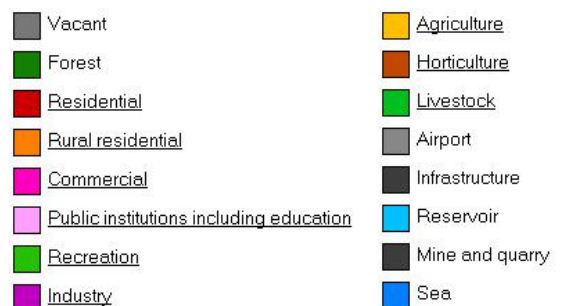 Vacant
Forest
Residential
Rural residential
Commercial
Public institutions including education
Recreation
Industry
Agriculture
Horticulture
Livestock
Airport
Infrastructure
Reservoir
Mine and quarry
Sea